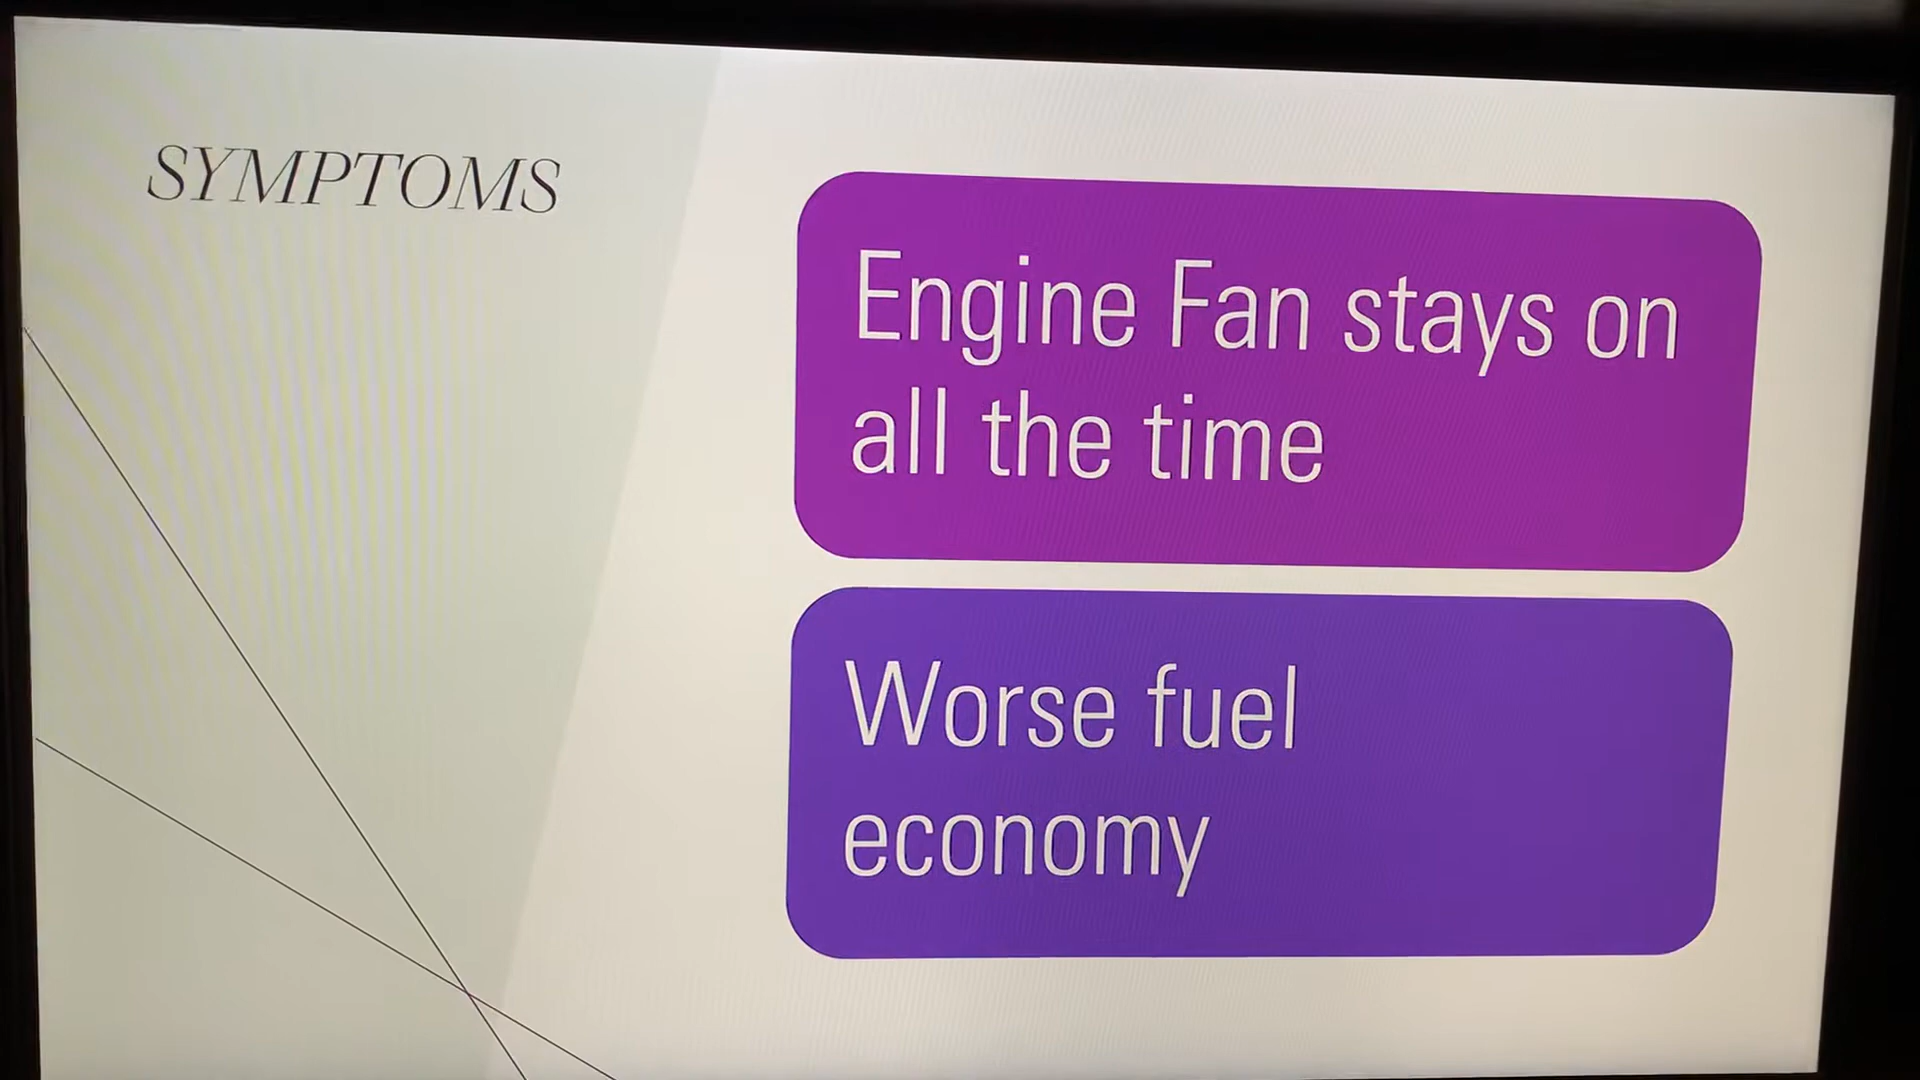 SYMPTOMS
Engine Fan stays on
all the time
Worse fuel
economy